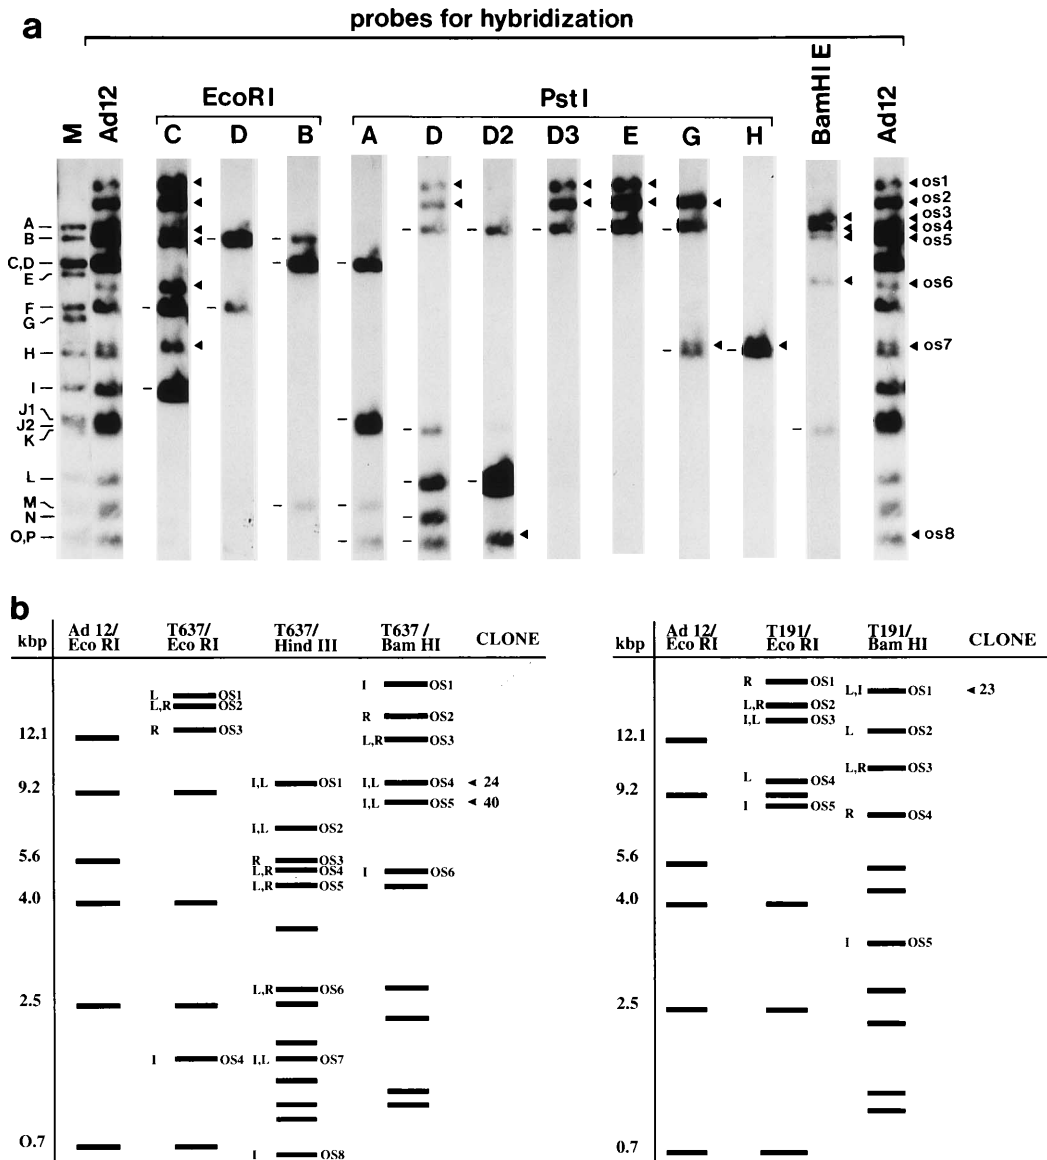 a
probes for hybridization
EcoRI
Pst I
M
Ad12
C
D
B
A
D
D2
D3
E
G
H
BamHI E
Ad12
A
B
C,D
E
F
G
H
I
J1
J2
K
L
M
N
O,P
os1
os2
os3
os4
os5
os6
os7
os8
b
kbp
Ad 12/ Eco RI
T637/ Eco RI
T637/ Hind III
T637/ Bam HI
CLONE
12.1
9.2
5.6
4.0
2.5
O.7
L OS1
L,R OS2
R OS3
I OS4
I,L OS1
I,L OS2
R OS3
L,R OS4
L,R OS5
L,R OS6
I,L OS7
I OS8
I OS1
R OS2
L,R OS3
I,L OS4 24
I,L OS5 40
I OS6
kbp
Ad 12/ Eco RI
T191/ Eco RI
T191/ Bam HI
CLONE
12.1
9.2
5.6
4.0
2.5
0.7
R OS1
L,R OS2
I,L OS3
L OS4
I OS5
L,I OS1 23
L OS2
L,R OS3
R OS4
I OS5